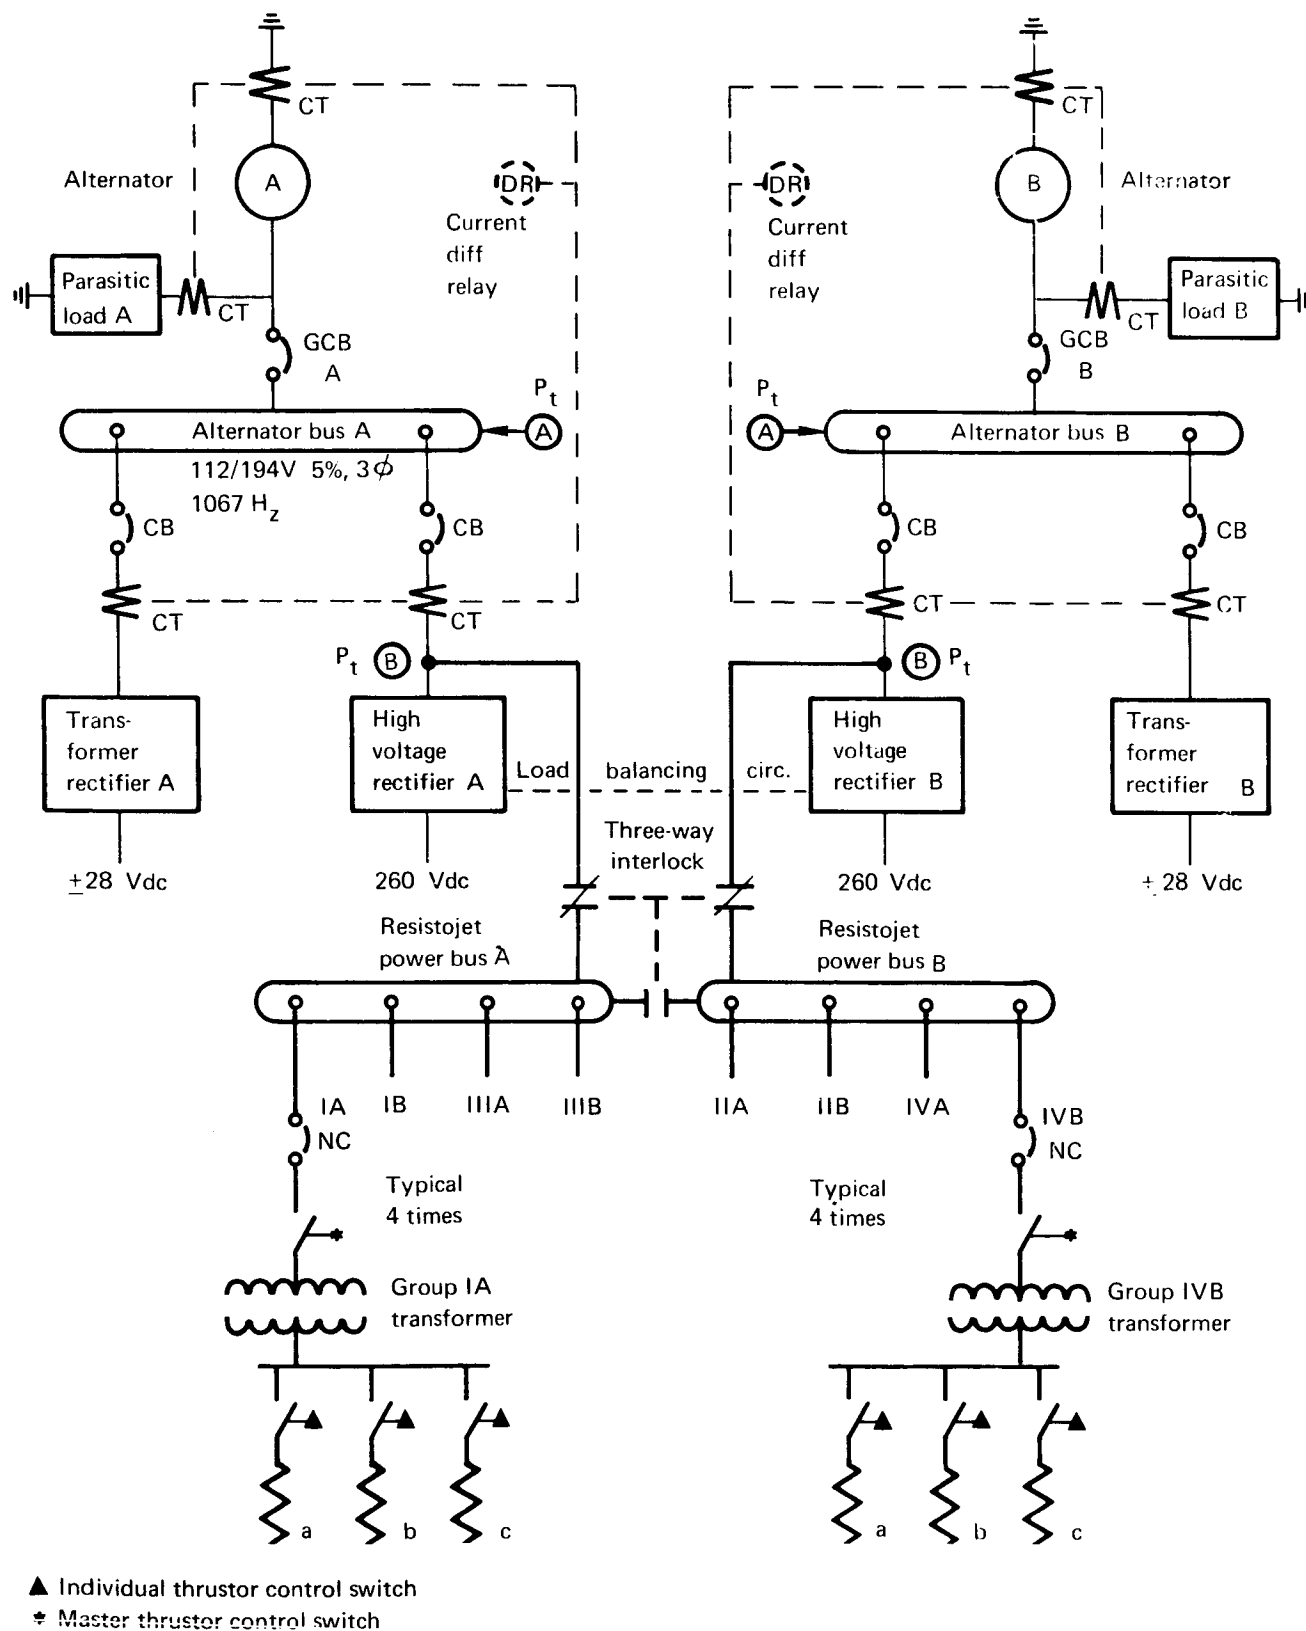 CT
CT
Alternator
A
DR
DR
B
Alternator
Current
diff
relay
Current
diff
relay
Parasitic
load A
CT
Parasitic
load B
CT
GCB
A
GCB
B
Pt
A
Pt
A
Alternator bus A
Alternator bus B
112/194V 5%, 3ϕ
1067 Hz
CB
CB
CB
CB
CT
CT
CT
CT
Pt B
B Pt
Trans-
former
rectifier A
High
voltage
rectifier A
High
voltage
rectifier B
Trans-
former
rectifier B
Load balancing circ.
Three-way
interlock
±28 Vdc
260 Vdc
260 Vdc
± 28 Vdc
Resistojet
power bus A
Resistojet
power bus B
IA
IB
IIIA
IIIB
IIA
IIB
IVA
IVB
NC
NC
Typical
4 times
Typical
4 times
*
*
Group IA
transformer
Group IVB
transformer
a
b
c
a
b
c
▲ Individual thrustor control switch
* Master thrustor control switch